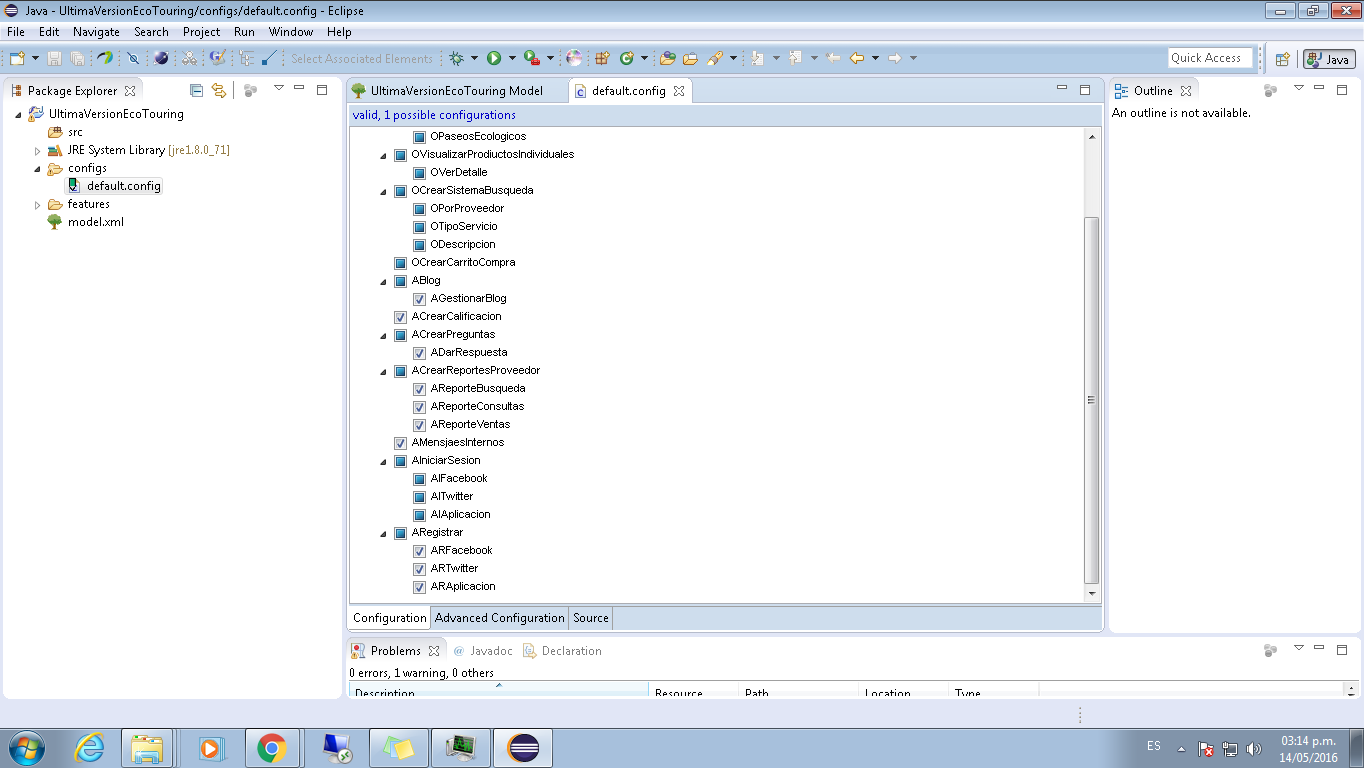 Java - UltimaVersionEcoTouring/configs/default.config - Eclipse
File Edit Navigate Search Project Run Window Help
Select Associated Elements
Quick Access
Java
Package Explorer
UltimaVersionEcoTouring
src
JRE System Library [jre1.8.0_71]
configs
default.config
features
model.xml
UltimaVersionEcoTouring Model
default.config
valid, 1 possible configurations
OPaseosEcologicos
OVisualizarProdiuctosIndividuales
OVerDetalle
OCrearSistemaBusqueda
OPorProveedor
OTipoServicio
ODescripcion
OCrearCarritoCompra
ABlog
AGestionarBlog
ACrearCalificacion
ACrearPreguntas
ADarRespuesta
ACrearReportesProveedor
AReporteBusqueda
AReporteConsultas
AReporteVentas
AMensjaesInternos
AIniciarSesion
AIFacebook
AITwitter
AIAplicacion
ARegistrar
ARFacebook
ARTwitter
ARAplicacion
Configuration Advanced Configuration Source
Outline
An outline is not available.
Problems @ Javadoc Declaration
0 errors, 1 warning, 0 others
Description Resource Path Location Type
ES
03:14 p.m.
14/05/2016